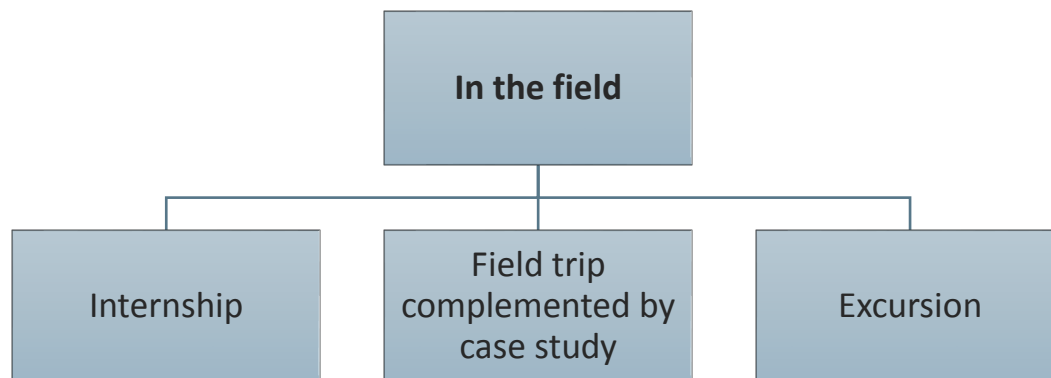 In the field
Internship
Field trip
complemented by
case study
Excursion